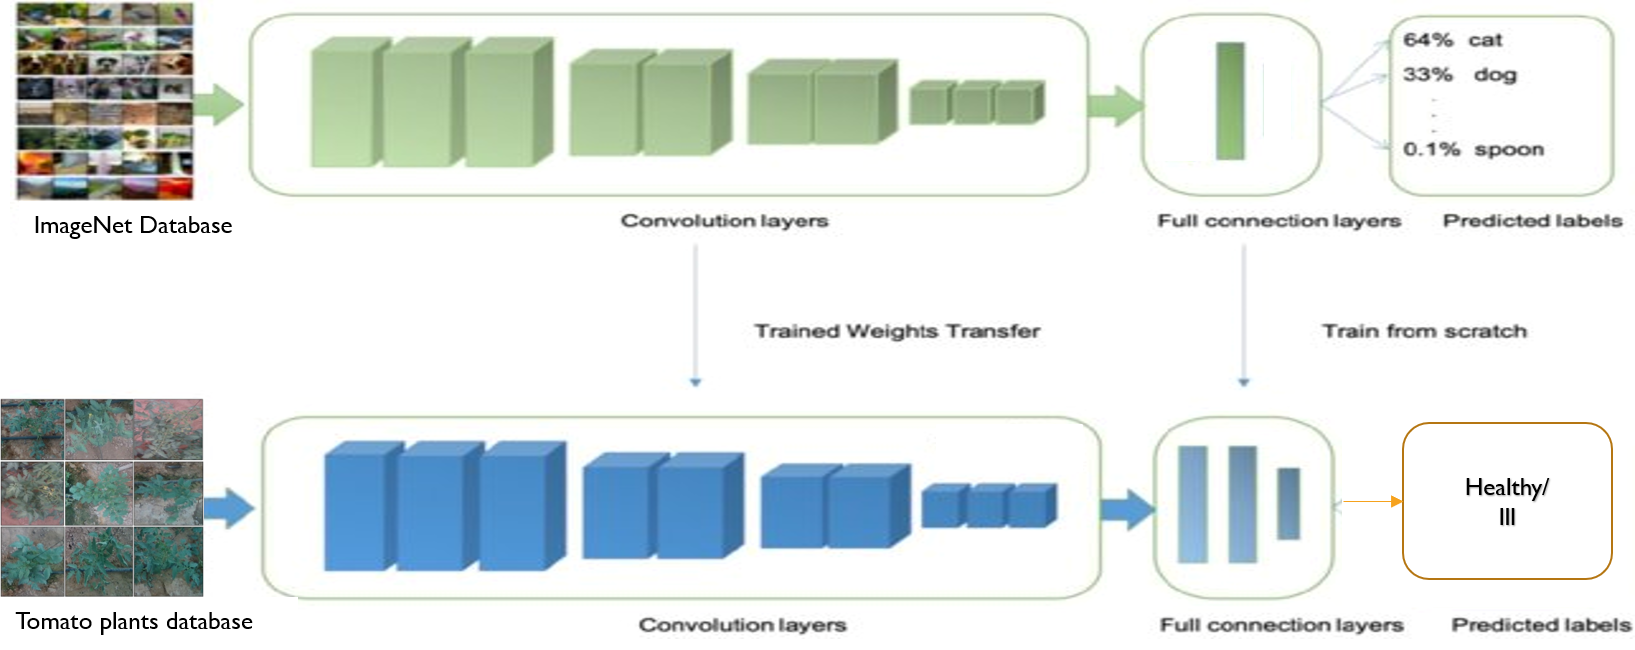 64% cat
33% dog
0.1% spoon
ImageNet Database
Convolution layers
Full connection layers
Predicted labels
Trained Weights Transfer
Train from scratch
Healthy/
Ill
Tomato plants database
Convolution layers
Full connection layers
Predicted labels